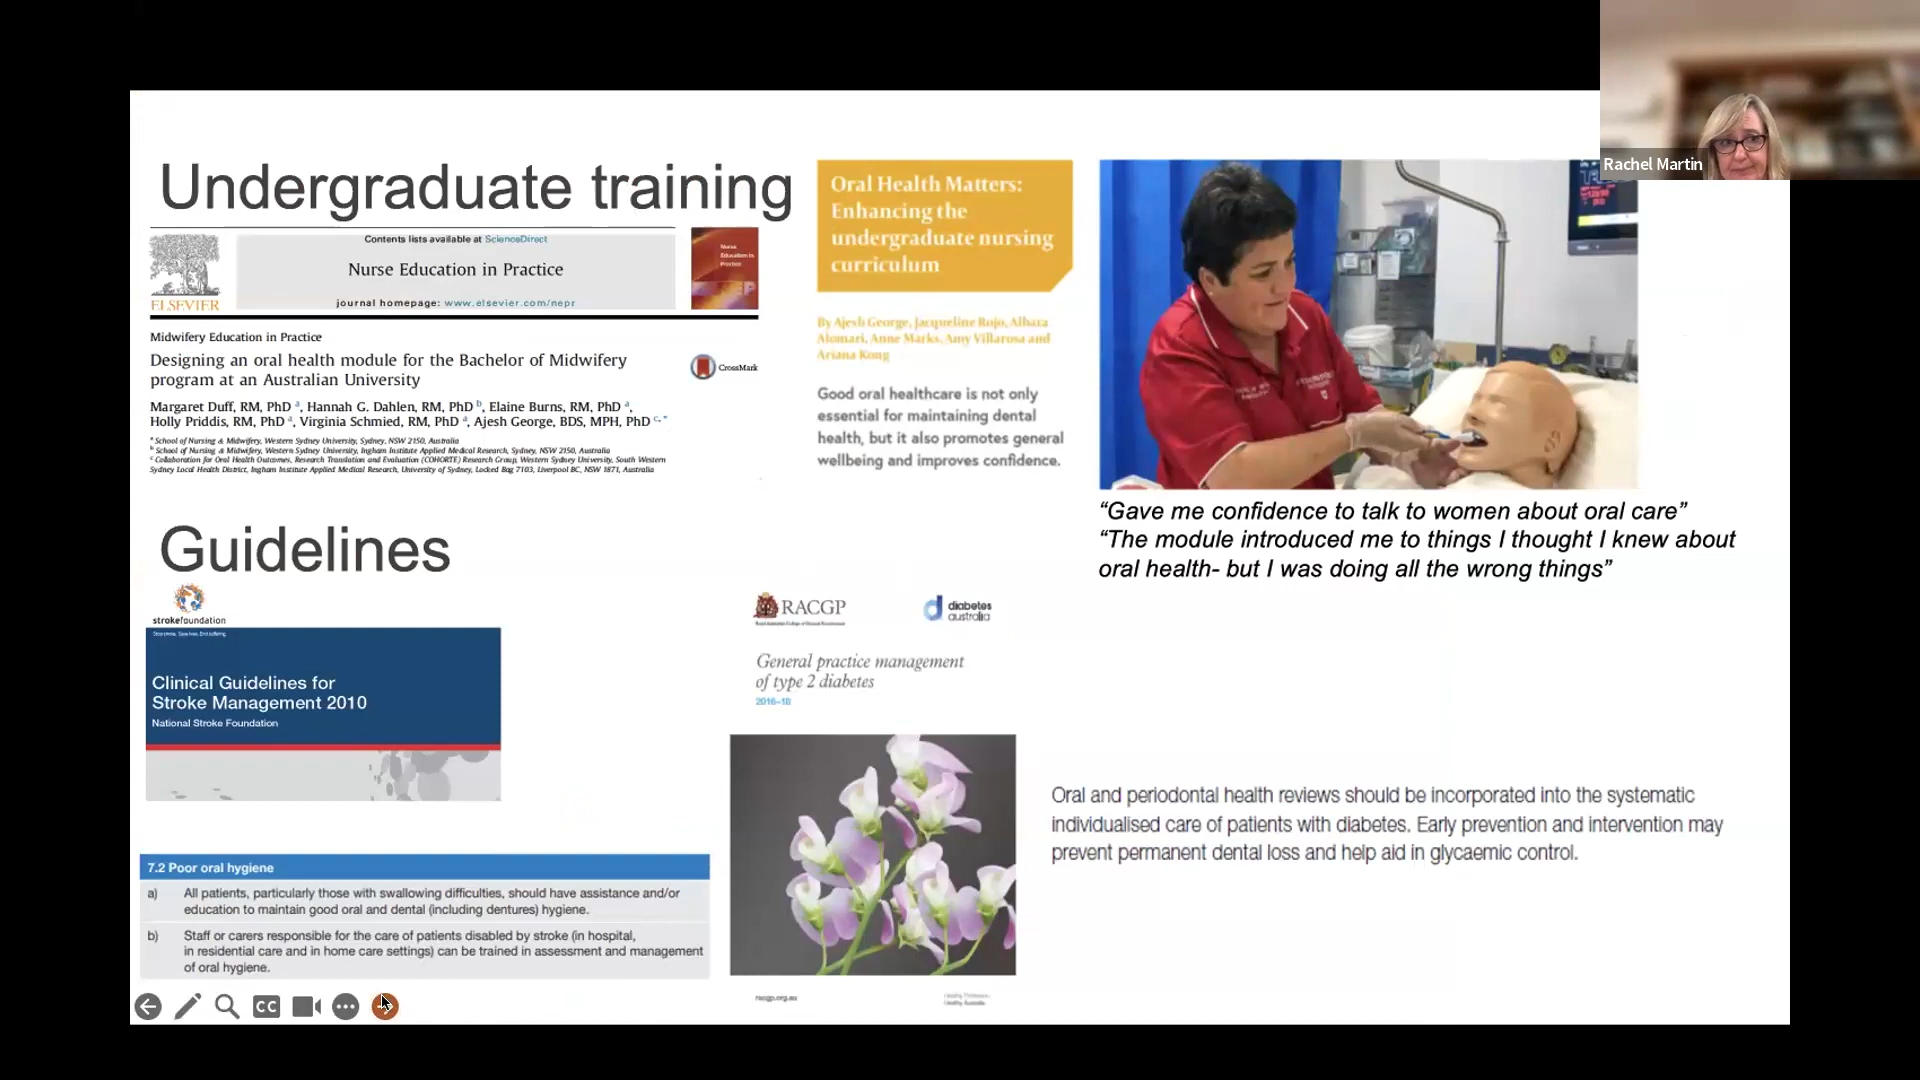 Rachel Martin
Undergraduate training
Contents lists available at ScienceDirect
Nurse Education in Practice
journal homepage: www.elsevier.com/nepr
ELSEVIER
Nurse
Education in
Practice
Midwifery Education in Practice
Designing an oral health module for the Bachelor of Midwifery
program at an Australian University
CrossMark
Margaret Duff, RM, PhD a, Hannah G. Dahlen, RM, PhD b, Elaine Burns, RM, PhD a,
Holly Priddis, RM, PhD a, Virginia Schmied, RM, PhD a, Ajesh George, BDS, MPH, PhD c, *
a School of Nursing & Midwifery, Western Sydney University, Sydney, NSW 2150, Australia
b School of Nursing & Midwifery, Western Sydney University, Ingham Institute Applied Medical Research, Sydney, NSW 2150, Australia
c Collaboration for Oral Health Outcomes, Research Translation and Evaluation (COHORTE) Research Group, Western Sydney University, South Western
Sydney Local Health District, Ingham Institute Applied Medical Research, University of Sydney, Locked Bag 7103, Liverpool BC, NSW 1871, Australia
Oral Health Matters:
Enhancing the
undergraduate nursing
curriculum
By Ajesh George, Jacqueline Rojo, Albara
Alomari, Anne Marks, Amy Villarosa and
Ariana Kong
Good oral healthcare is not only
essential for maintaining dental
health, but it also promotes general
wellbeing and improves confidence.
“Gave me confidence to talk to women about oral care”
“The module introduced me to things I thought I knew about
oral health- but I was doing all the wrong things”
Guidelines
strokefoundation
Clinical Guidelines for
Stroke Management 2010
National Stroke Foundation
7.2 Poor oral hygiene
a) All patients, particularly those with swallowing difficulties, should have assistance and/or
education to maintain good oral and dental (including dentures) hygiene.
b) Staff or carers responsible for the care of patients disabled by stroke (in hospital,
in residential care and in home care settings) can be trained in assessment and management
of oral hygiene.
RACGP
diabetes
australia
General practice management
of type 2 diabetes
2016–18
racgp.org.au
Oral and periodontal health reviews should be incorporated into the systematic
individualised care of patients with diabetes. Early prevention and intervention may
prevent permanent dental loss and help aid in glycaemic control.
CC